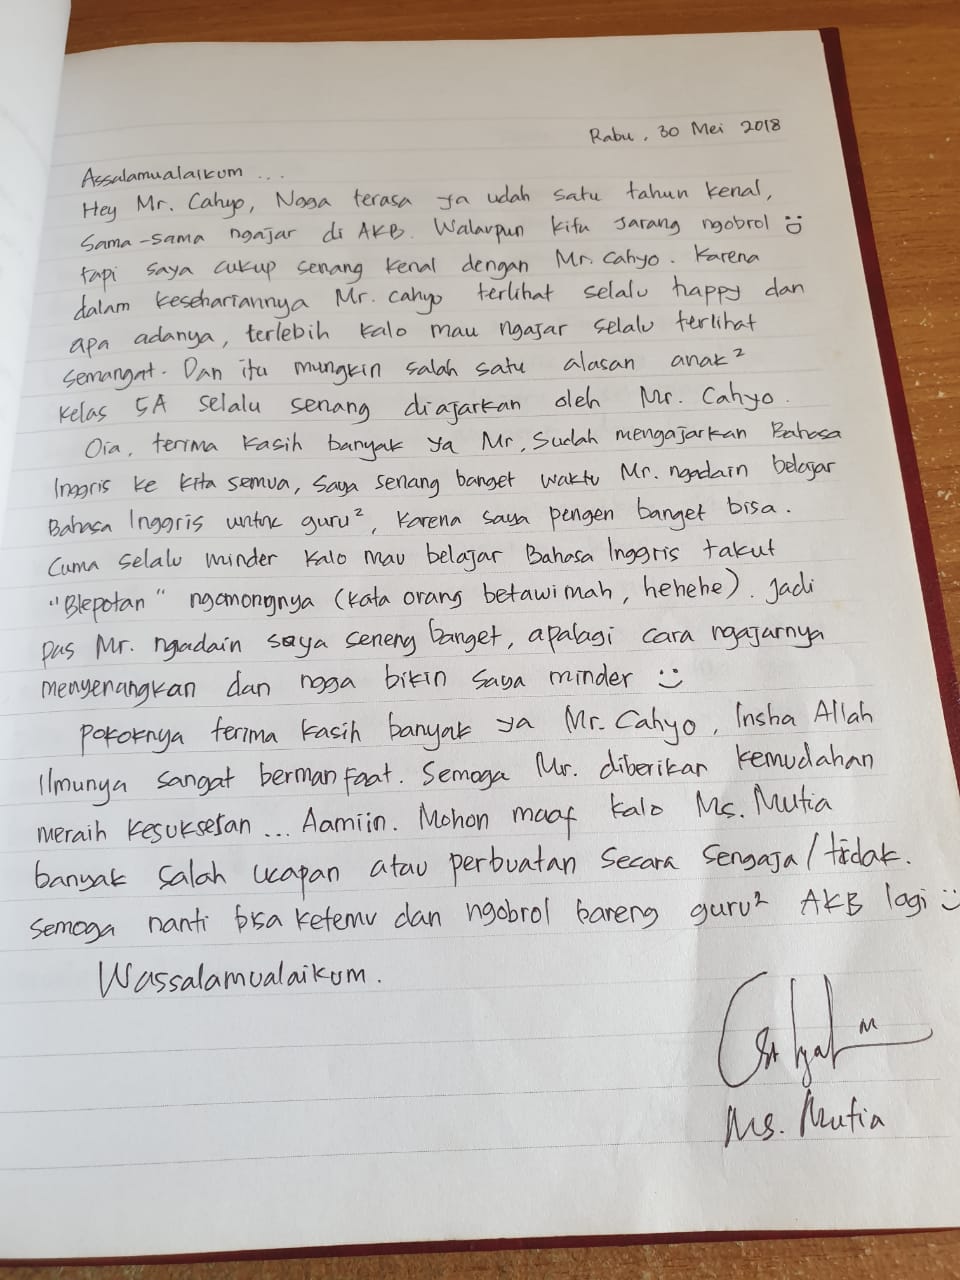 Rabu, 30 Mei 2018
Assalamualaikum ...
Hey Mr. Cahyo, Ngga terasa ya udah satu tahun kenal,
sama-sama ngajar di AKB. Walaupun kita jarang ngobrol
tapi saya cukup senang kenal dengan Mr. Cahyo. Karena
dalam kesehariannya Mr. Cahyo terlihat selalu happy dan
apa adanya, terlebih kalo mau ngajar selalu terlihat
semangat. Dan itu mungkin salah satu alasan anak²
kelas 5A selalu senang diajarkan oleh Mr. Cahyo.
Oia, terima kasih banyak ya Mr, Sudah mengajarkan Bahasa
Inggris ke kita semua, saya senang banget waktu Mr. ngadain belajar
Bahasa Inggris untuk guru², karena saya pengen banget bisa.
Cuma selalu minder kalo mau belajar Bahasa Inggris takut
"Blepotan" ngomongnya (kata orang betawi mah, hehehe). Jadi
pas Mr. ngadain saya seneng banget, apalagi cara ngajarnya
menyenangkan dan ngga bikin saya minder :)
Pokoknya terima kasih banyak ya Mr. Cahyo, Insha Allah
Ilmunya sangat bermanfaat. Semoga Mr. diberikan kemudahan
meraih kesuksesan ... Aamiin. Mohon maaf kalo Ms. Mutia
banyak salah ucapan atau perbuatan secara sengaja/tidak.
Semoga nanti bisa ketemu dan ngobrol bareng guru² AKB lagi :)
Wassalamualaikum.
Ms. Mutia